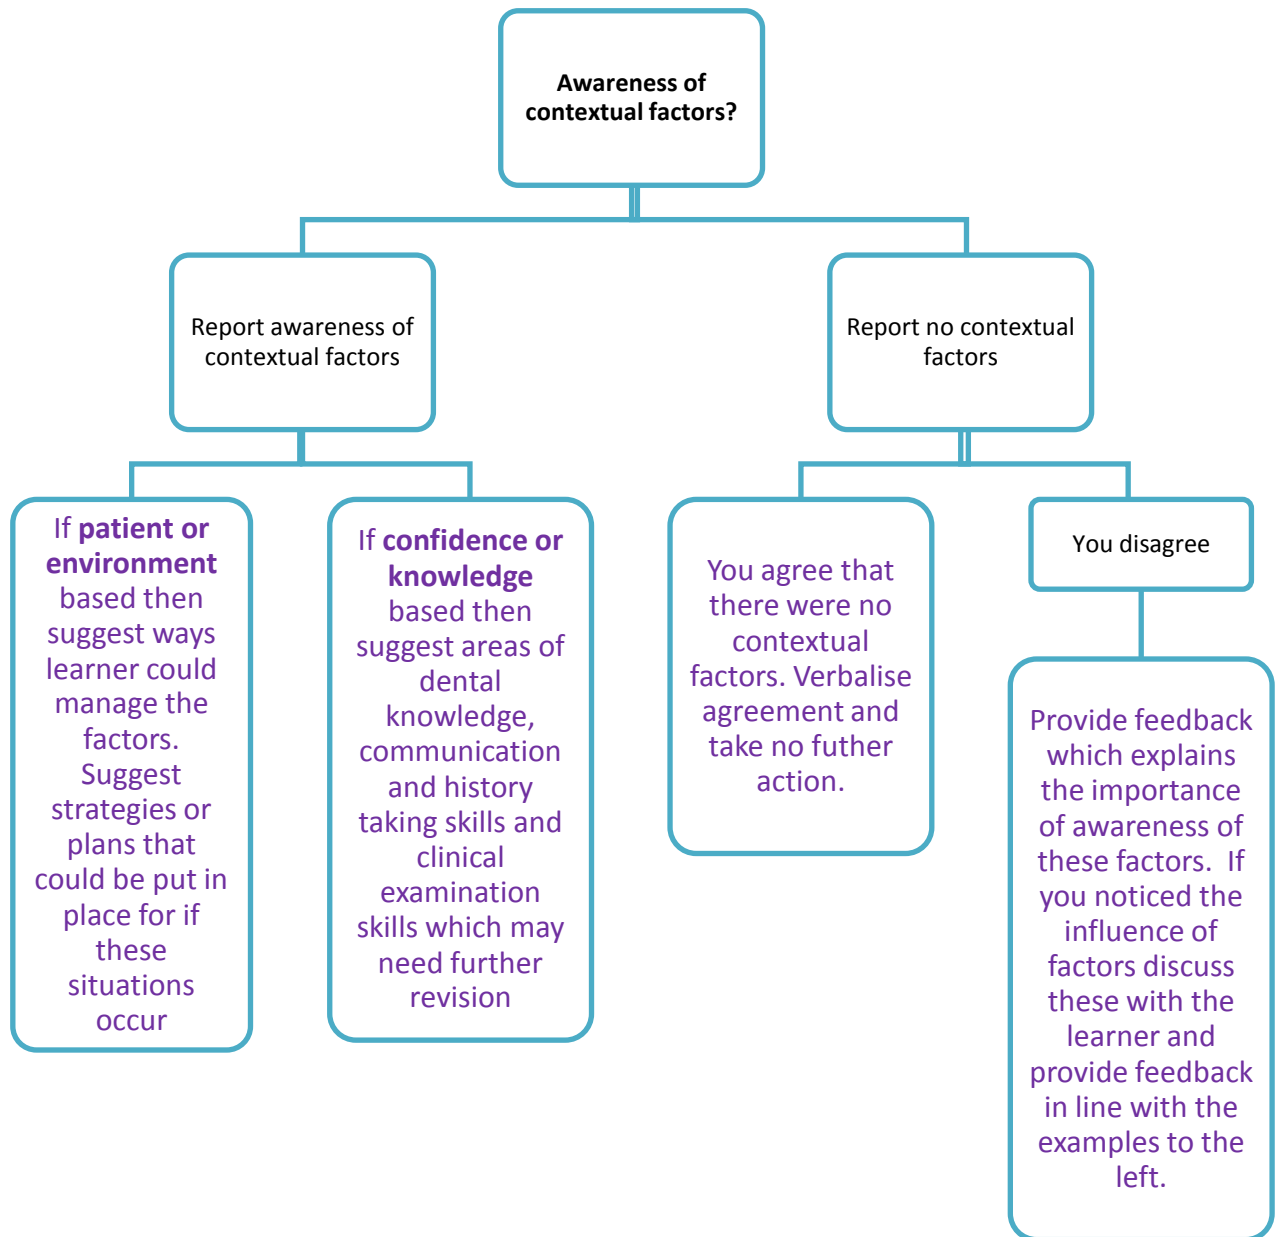 Awareness of
contextual factors?
Report awareness of
contextual factors
Report no contextual
factors
If patient or
environment
based then
suggest ways
learner could
manage the
factors.
Suggest
strategies or
plans that
could be put in
place for if
these
situations
occur
If confidence or
knowledge
based then
suggest areas of
dental
knowledge,
communication
and history
taking skills and
clinical
examination
skills which may
need further
revision
You agree that
there were no
contextual
factors. Verbalise
agreement and
take no futher
action.
You disagree
Provide feedback
which explains
the importance
of awareness of
these factors.  If
you noticed the
influence of
factors discuss
these with the
learner and
provide feedback
in line with the
examples to the
left.